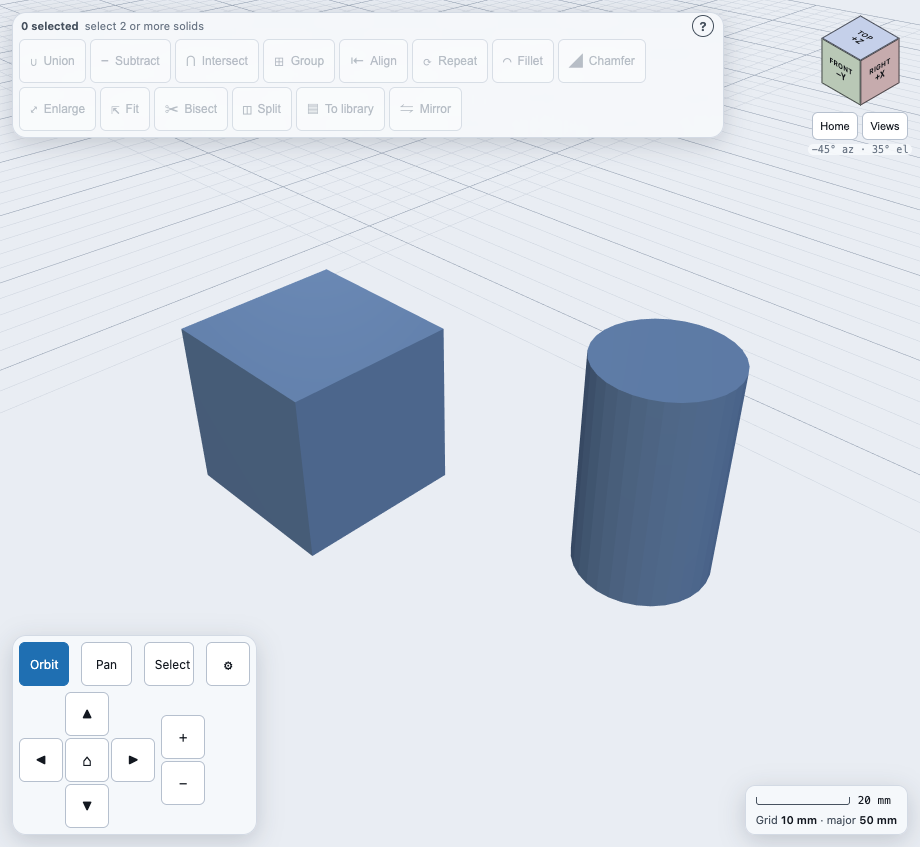 0 selected select 2 or more solids
?
∪ Union − Subtract ∩ Intersect ⊞ Group Align Repeat Fillet Chamfer
Enlarge Fit Bisect Split To library Mirror
TOP
+Z
FRONT
−Y
RIGHT
+X
Home Views
−45° az · 35° el
Orbit Pan Select
+
−
20 mm
Grid 10 mm · major 50 mm